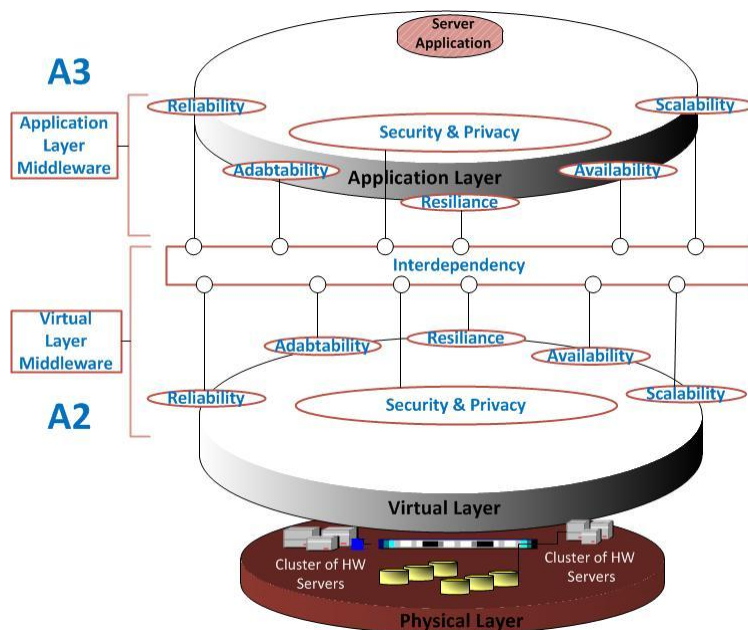 Server
Application
A3
Reliability
Scalability
Application
Layer
Middleware
Security & Privacy
Adabtability
Application Layer
Availability
Resiliance
Interdependency
Virtual
Layer
Middleware
Adabtability
Resiliance
Availability
Reliability
Security & Privacy
Scalability
A2
Virtual Layer
Cluster of HW
Servers
Cluster of HW
Servers
Physical Layer